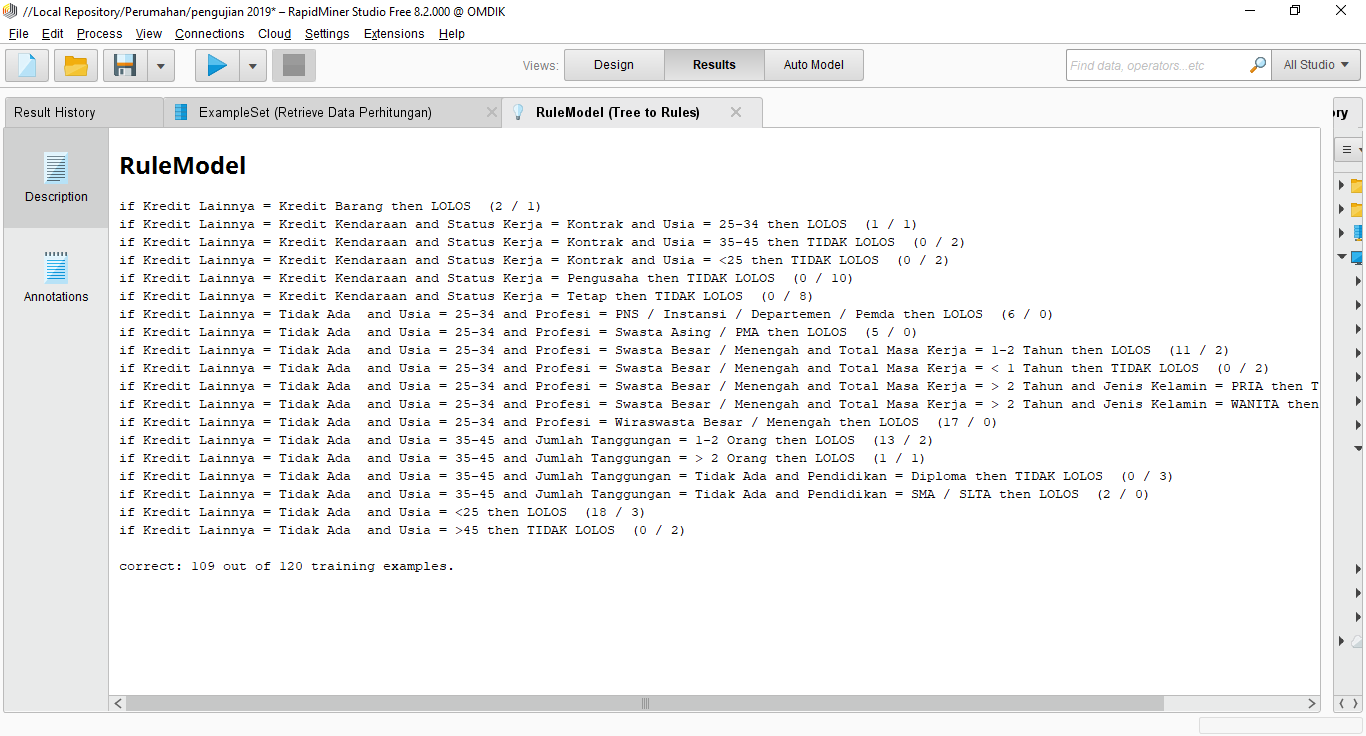 //Local Repository/Perumahan/pengujian 2019* – RapidMiner Studio Free 8.2.000 @ OMDIK
File Edit Process View Connections Cloud Settings Extensions Help
Views: Design Results Auto Model Find data, operators...etc All Studio
Result History ExampleSet (Retrieve Data Perhitungan) RuleModel (Tree to Rules) ory
Description
Annotations
RuleModel
if Kredit Lainnya = Kredit Barang then LOLOS  (2 / 1)
if Kredit Lainnya = Kredit Kendaraan and Status Kerja = Kontrak and Usia = 25-34 then LOLOS  (1 / 1)
if Kredit Lainnya = Kredit Kendaraan and Status Kerja = Kontrak and Usia = 35-45 then TIDAK LOLOS  (0 / 2)
if Kredit Lainnya = Kredit Kendaraan and Status Kerja = Kontrak and Usia = <25 then TIDAK LOLOS  (0 / 2)
if Kredit Lainnya = Kredit Kendaraan and Status Kerja = Pengusaha then TIDAK LOLOS  (0 / 10)
if Kredit Lainnya = Kredit Kendaraan and Status Kerja = Tetap then TIDAK LOLOS  (0 / 8)
if Kredit Lainnya = Tidak Ada  and Usia = 25-34 and Profesi = PNS / Instansi / Departemen / Pemda then LOLOS  (6 / 0)
if Kredit Lainnya = Tidak Ada  and Usia = 25-34 and Profesi = Swasta Asing / PMA then LOLOS  (5 / 0)
if Kredit Lainnya = Tidak Ada  and Usia = 25-34 and Profesi = Swasta Besar / Menengah and Total Masa Kerja = 1-2 Tahun then LOLOS  (11 / 2)
if Kredit Lainnya = Tidak Ada  and Usia = 25-34 and Profesi = Swasta Besar / Menengah and Total Masa Kerja = < 1 Tahun then TIDAK LOLOS  (0 / 2)
if Kredit Lainnya = Tidak Ada  and Usia = 25-34 and Profesi = Swasta Besar / Menengah and Total Masa Kerja = > 2 Tahun and Jenis Kelamin = PRIA then T
if Kredit Lainnya = Tidak Ada  and Usia = 25-34 and Profesi = Swasta Besar / Menengah and Total Masa Kerja = > 2 Tahun and Jenis Kelamin = WANITA then
if Kredit Lainnya = Tidak Ada  and Usia = 25-34 and Profesi = Wiraswasta Besar / Menengah then LOLOS  (17 / 0)
if Kredit Lainnya = Tidak Ada  and Usia = 35-45 and Jumlah Tanggungan = 1-2 Orang then LOLOS  (13 / 2)
if Kredit Lainnya = Tidak Ada  and Usia = 35-45 and Jumlah Tanggungan = > 2 Orang then LOLOS  (1 / 1)
if Kredit Lainnya = Tidak Ada  and Usia = 35-45 and Jumlah Tanggungan = Tidak Ada and Pendidikan = Diploma then TIDAK LOLOS  (0 / 3)
if Kredit Lainnya = Tidak Ada  and Usia = 35-45 and Jumlah Tanggungan = Tidak Ada and Pendidikan = SMA / SLTA then LOLOS  (2 / 0)
if Kredit Lainnya = Tidak Ada  and Usia = <25 then LOLOS  (18 / 3)
if Kredit Lainnya = Tidak Ada  and Usia = >45 then TIDAK LOLOS  (0 / 2)
correct: 109 out of 120 training examples.